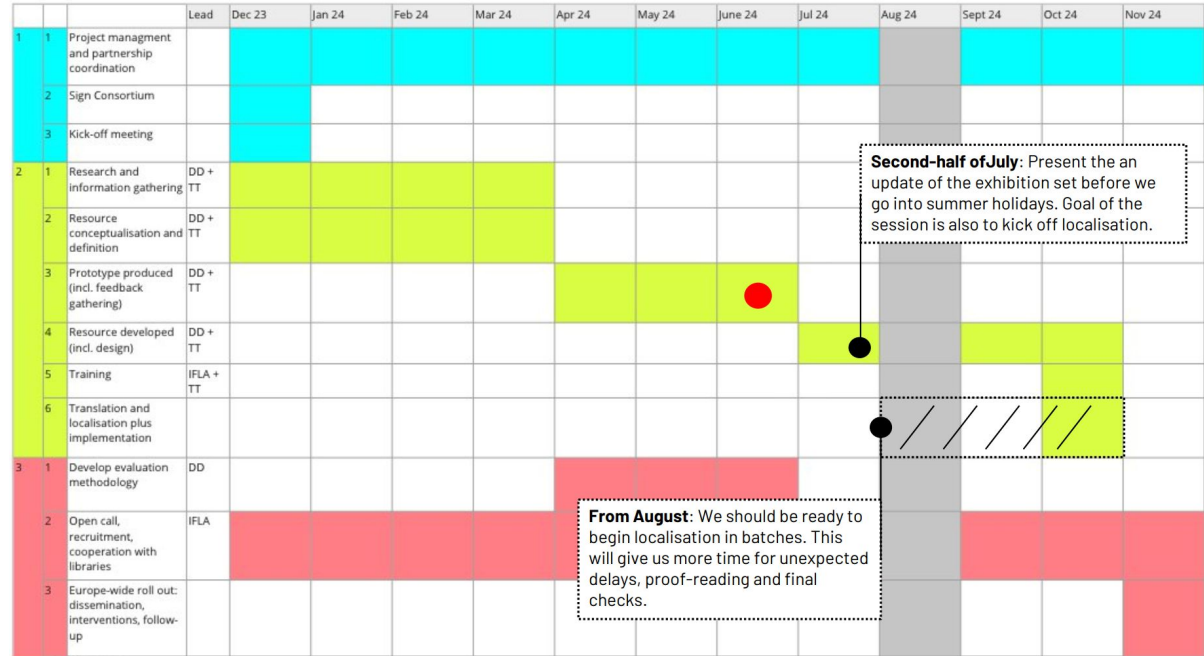 Lead Dec 23 Jan 24 Feb 24 Mar 24 Apr 24 May 24 June 24 Jul 24 Aug 24 Sept 24 Oct 24 Nov 24
1 1 Project managment
and partnership
coordination
2 Sign Consortium
3 Kick-off meeting
2 1 Research and DD +
information gathering TT
2 Resource DD +
conceptualisation and TT
definition
3 Prototype produced DD +
(incl. feedback TT
gathering)
4 Resource developed DD +
(incl. design) TT
5 Training IFLA +
TT
6 Translation and
localisation plus
implementation
3 1 Develop evaluation DD
methodology
2 Open call, IFLA
recruitment,
cooperation with
libraries
3 Europe-wide roll out:
dissemination,
interventions, follow-
up
Second-half ofJuly: Present the an
update of the exhibition set before we
go into summer holidays. Goal of the
session is also to kick off localisation.
From August: We should be ready to
begin localisation in batches. This
will give us more time for unexpected
delays, proof-reading and final
checks.